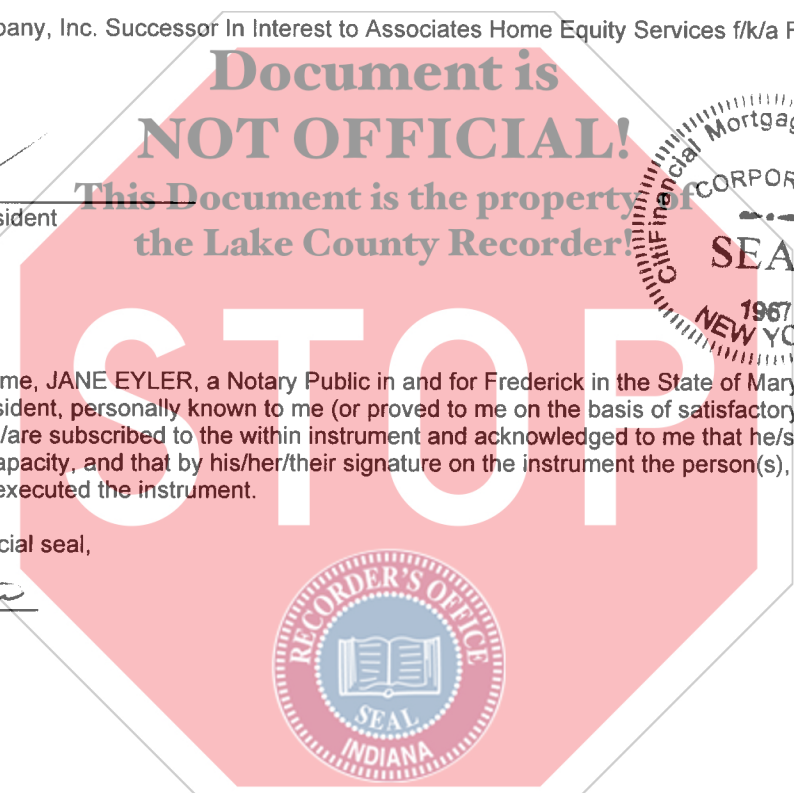 pany, Inc. Successor In Interest to Associates Home Equity Services f/k/a F
Document is
NOT OFFICIAL!
This Document is the property of
the Lake County Recorder!
sident
CitiFinancial Mortgag
CORPOR
SEA
1967
NEW YO
STOP
me, JANE EYLER, a Notary Public in and for Frederick in the State of Mary
sident, personally known to me (or proved to me on the basis of satisfactory
/are subscribed to the within instrument and acknowledged to me that he/s
apacity, and that by his/her/their signature on the instrument the person(s),
executed the instrument.
cial seal,
RECORDER'S OFFICE
SEAL
INDIANA